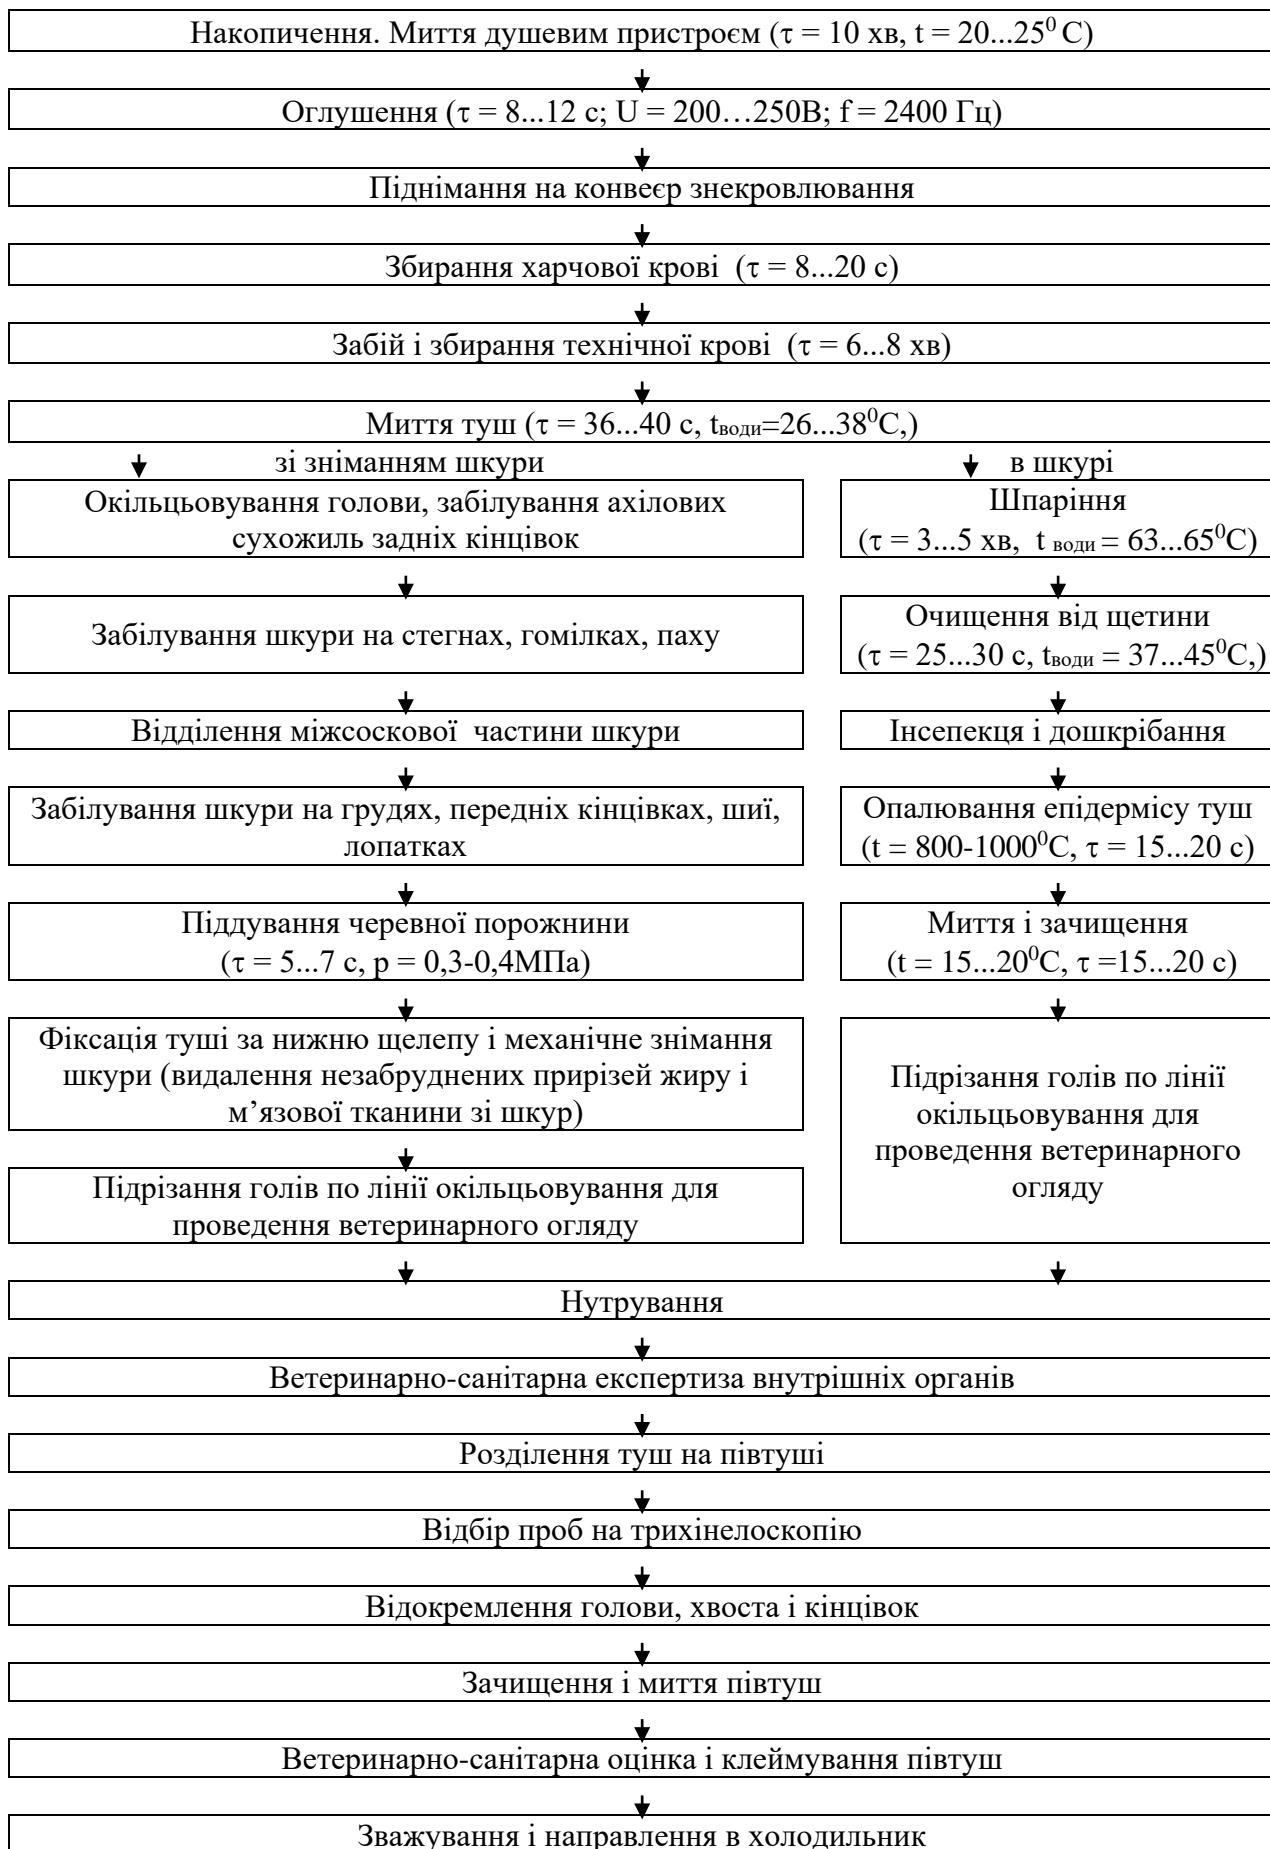 Накопичення. Миття душевим пристроєм (τ = 10 хв, t = 20...25⁰ С)
Оглушення (τ = 8...12 с; U = 200…250В; f = 2400 Гц)
Піднімання на конвеєр знекровлювання
Збирання харчової крові (τ = 8...20 с)
Забій і збирання технічної крові (τ = 6...8 хв)
Миття туш (τ = 36...40 с, tводи=26...38⁰С,)
зі зніманням шкури
Окільцьовування голови, забілування ахілових
сухожиль задніх кінцівок
Забілування шкури на стегнах, гомілках, паху
Відділення міжсоскової частини шкури
Забілування шкури на грудях, передніх кінцівках, шиї,
лопатках
Піддування черевної порожнини
(τ = 5...7 с, р = 0,3-0,4МПа)
Фіксація туші за нижню щелепу і механічне знімання
шкури (видалення незабруднених прирізей жиру і
м’язової тканини зі шкур)
Підрізання голів по лінії окільцьовування для
проведення ветеринарного огляду
в шкурі
Шпаріння
(τ = 3...5 хв, t води = 63...65⁰С)
Очищення від щетини
(τ = 25...30 с, tводи = 37...45⁰С,)
Інсепекця і дошкрібання
Опалювання епідермісу туш
(t = 800-1000⁰С, τ = 15...20 с)
Миття і зачищення
(t = 15...20⁰С, τ =15...20 с)
Підрізання голів по лінії
окільцьовування для
проведення ветеринарного
огляду
Нутрування
Ветеринарно-санітарна експертиза внутрішніх органів
Розділення туш на півтуші
Відбір проб на трихінелоскопію
Відокремлення голови, хвоста і кінцівок
Зачищення і миття півтуш
Ветеринарно-санітарна оцінка і клеймування півтуш
Зважування і направлення в холодильник